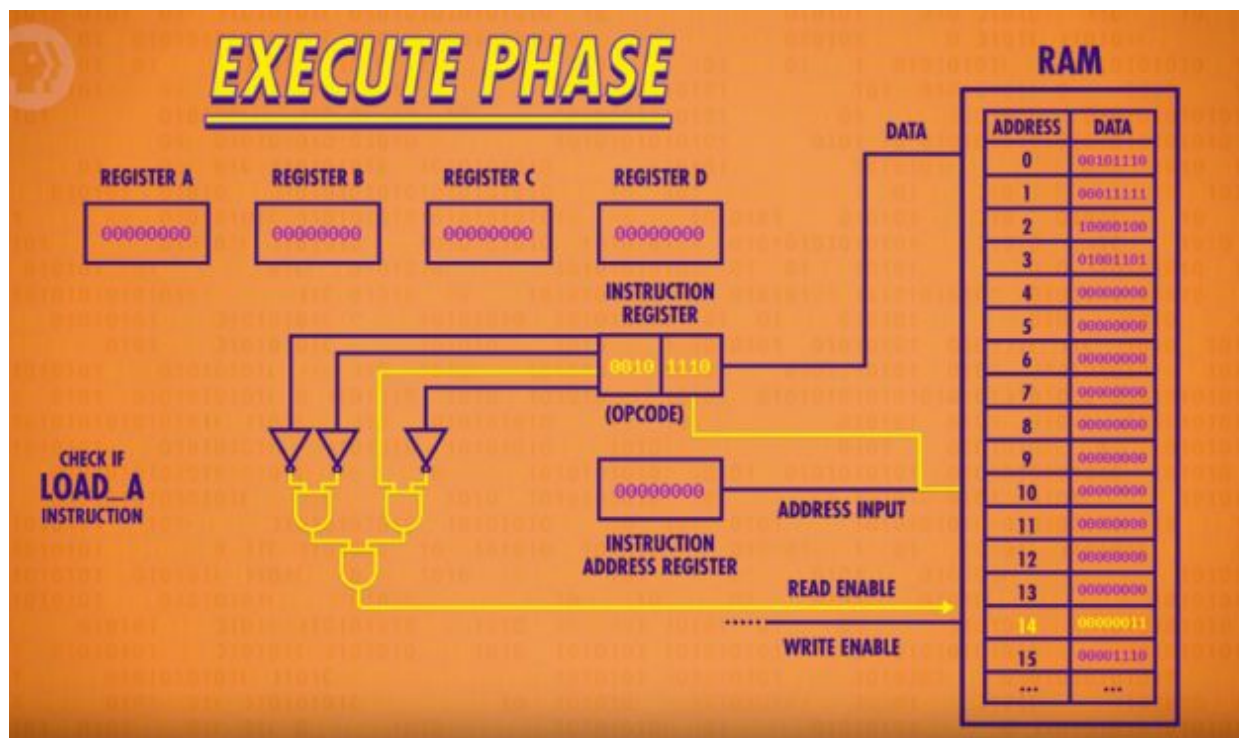 EXECUTE PHASE
RAM
DATA
ADDRESS DATA
0 00101110
1 00011111
2 10000100
3 01001101
4 00000000
5 00000000
6 00000000
7 00000000
8 00000000
9 00000000
10 00000000
11 00000000
12 00000000
13 00000000
14 00000011
15 00001110
... ...
REGISTER A REGISTER B REGISTER C REGISTER D
00000000 00000000 00000000 00000000
INSTRUCTION
REGISTER
0010 1110
(OPCODE)
CHECK IF
LOAD_A
INSTRUCTION
00000000
ADDRESS INPUT
INSTRUCTION
ADDRESS REGISTER
READ ENABLE
WRITE ENABLE